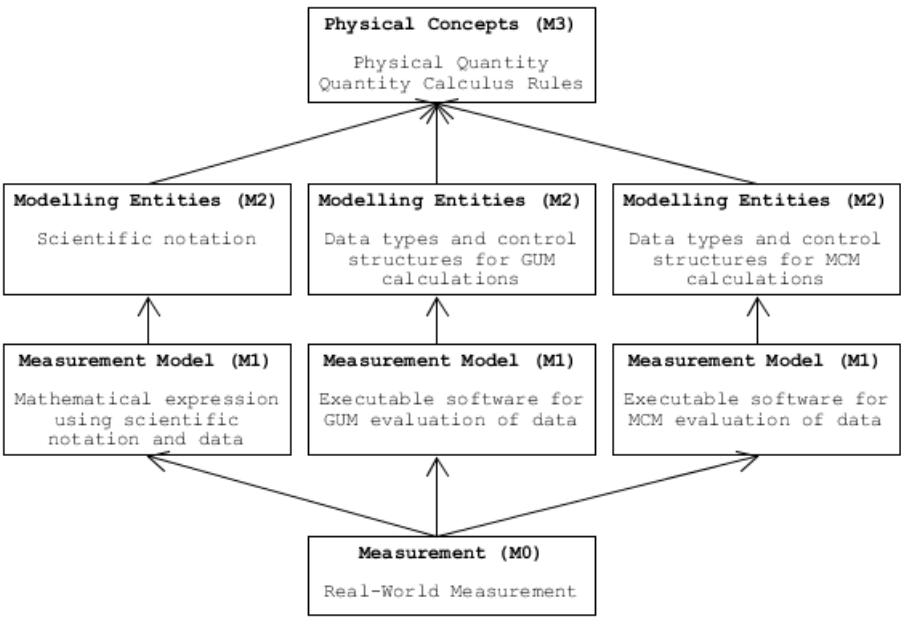 Physical Concepts (M3)
Physical Quantity
Quantity Calculus Rules
Modelling Entities (M2)
Scientific notation
Modelling Entities (M2)
Data types and control
structures for GUM
calculations
Modelling Entities (M2)
Data types and control
structures for MCM
calculations
Measurement Model (M1)
Mathematical expression
using scientific
notation and data
Measurement Model (M1)
Executable software for
GUM evaluation of data
Measurement Model (M1)
Executable software for
MCM evaluation of data
Measurement (M0)
Real-World Measurement